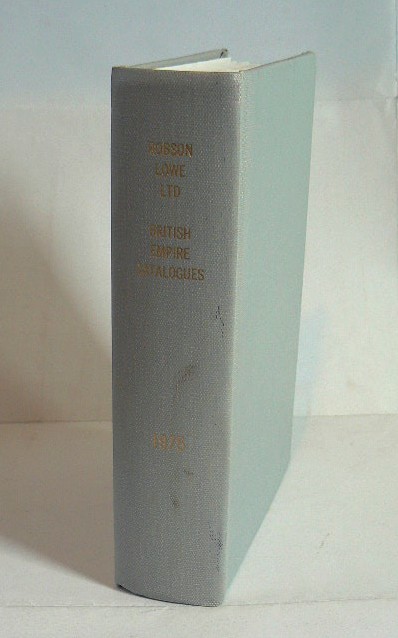 ROBSON
LOWE
LTD
BRITISH
EMPIRE
CATALOGUES